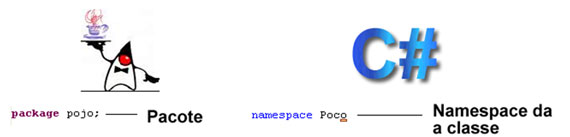 C#
package pojo;
Pacote
namespace Poco
Namespace da
a classe